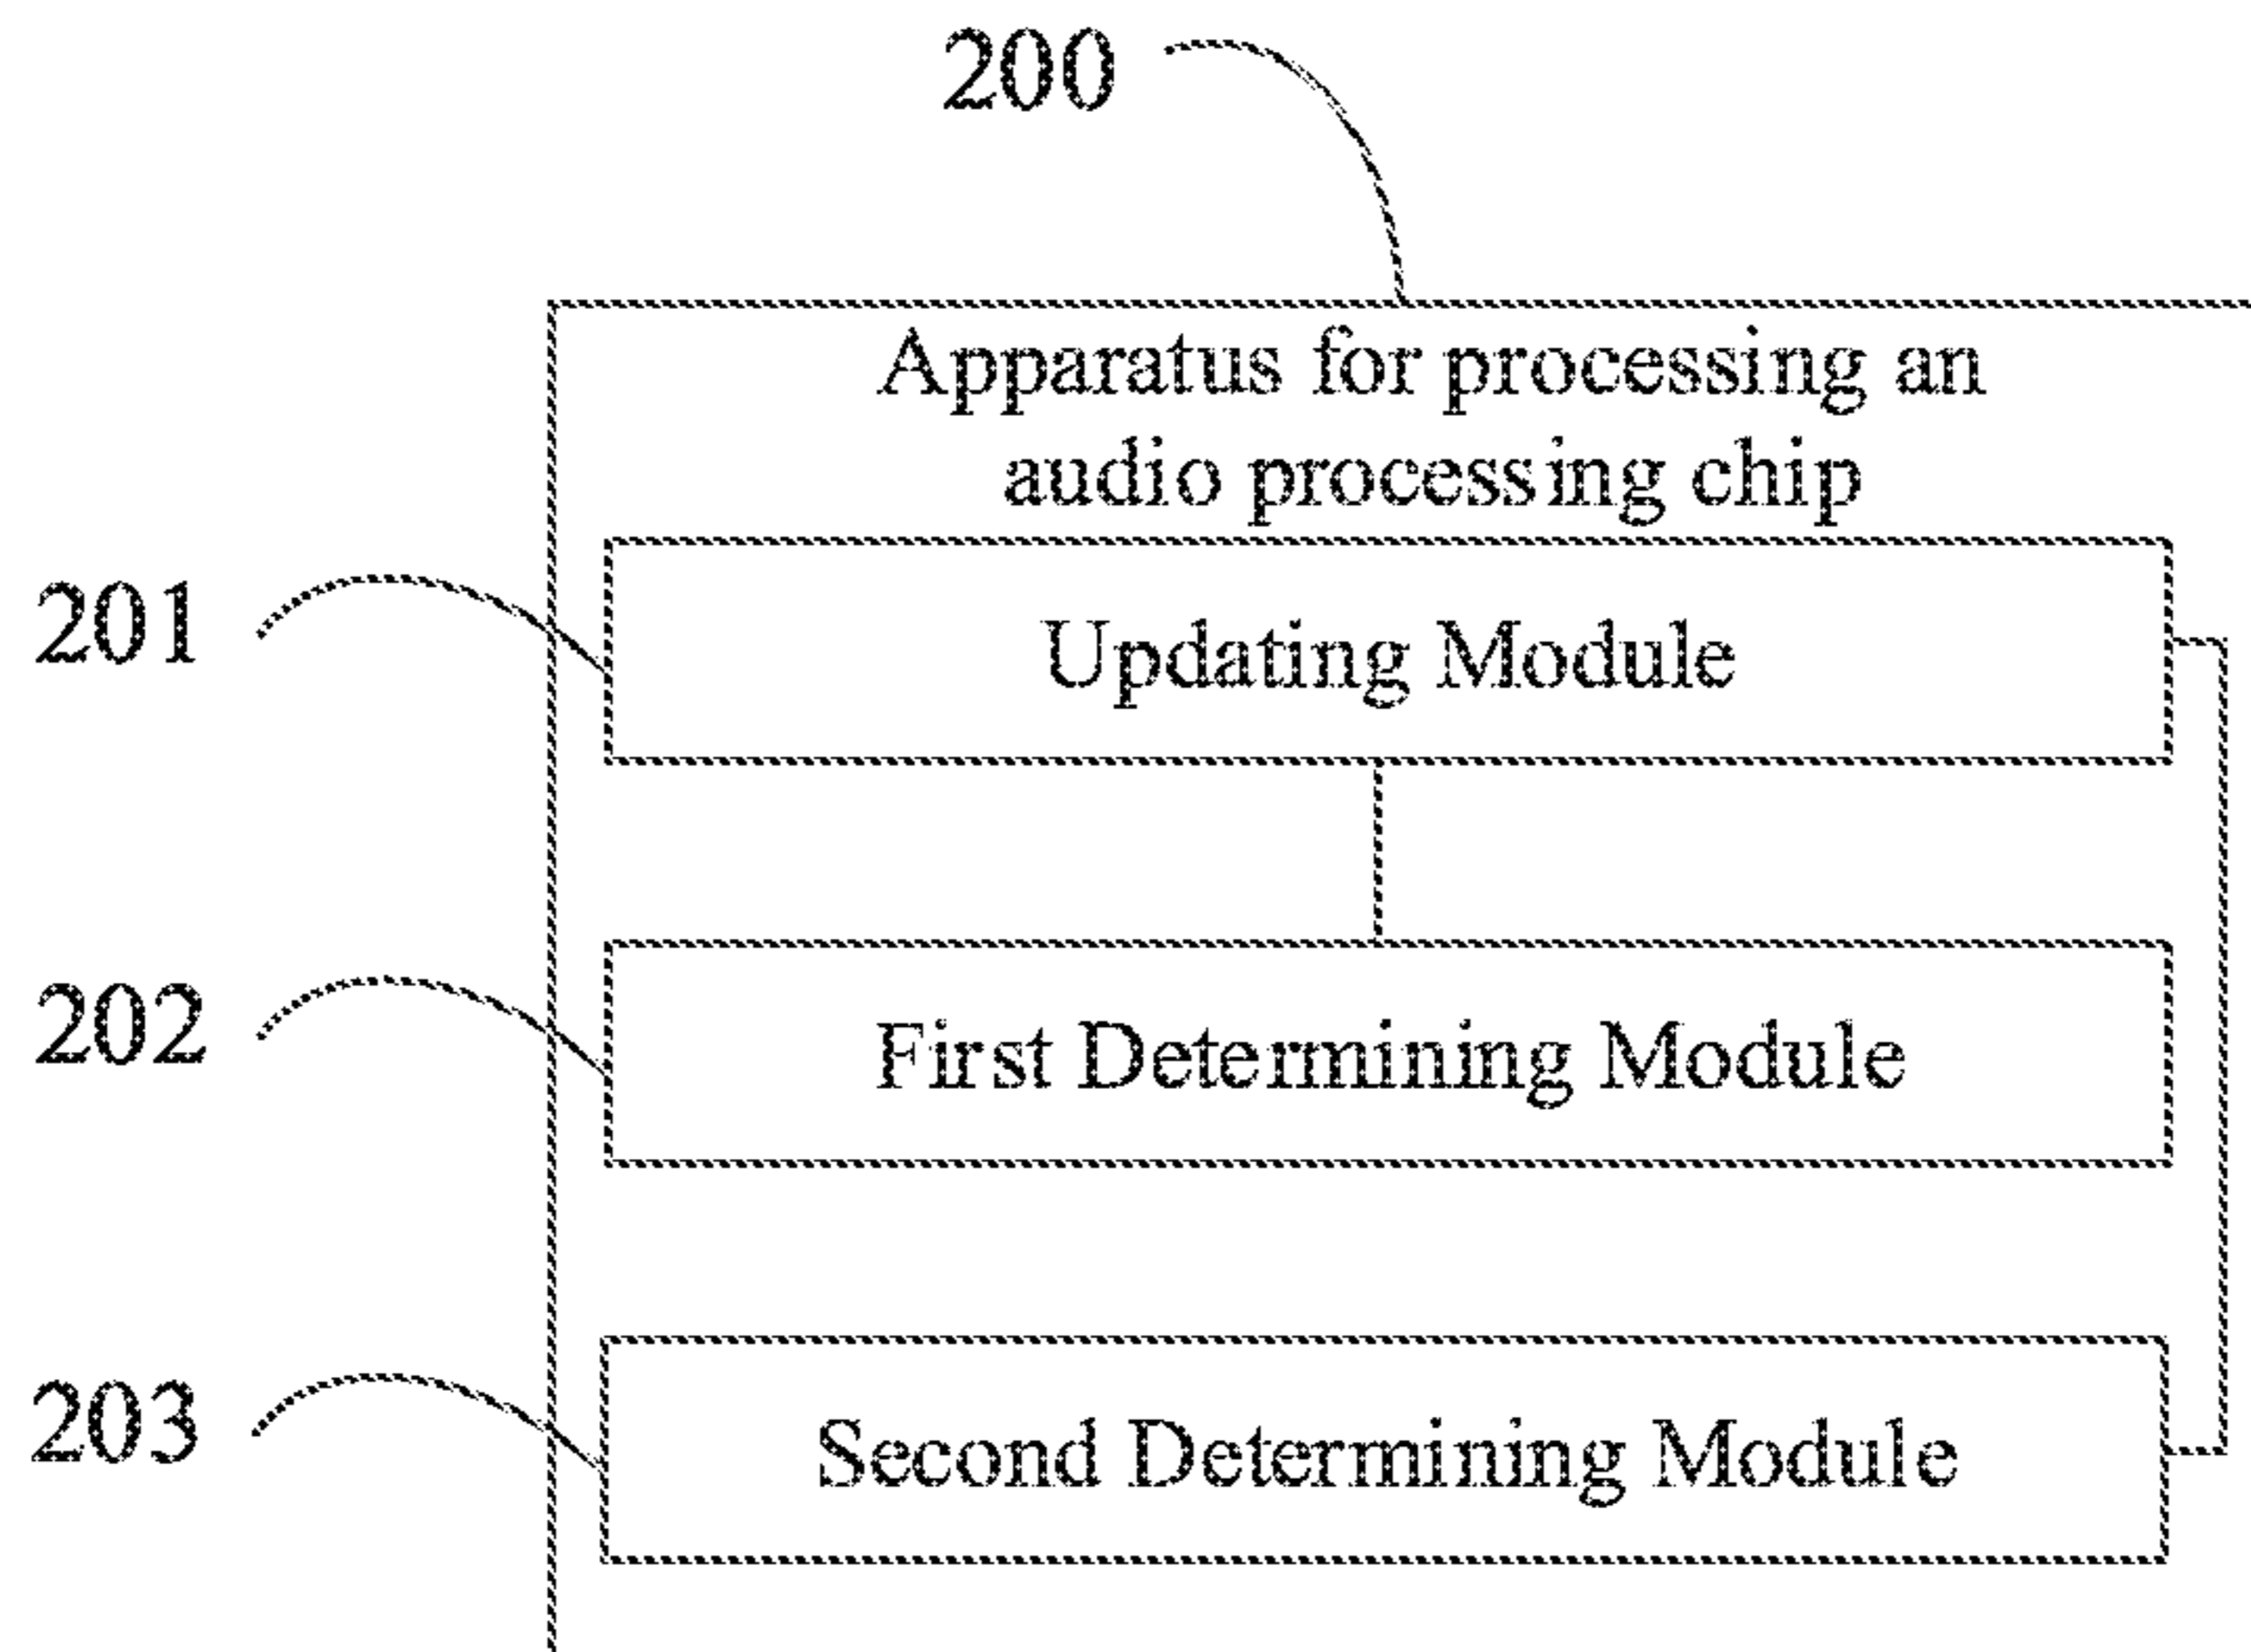 200
Apparatus for processing an
audio processing chip
201
Updating Module
202
First Determining Module
203
Second Determining Module